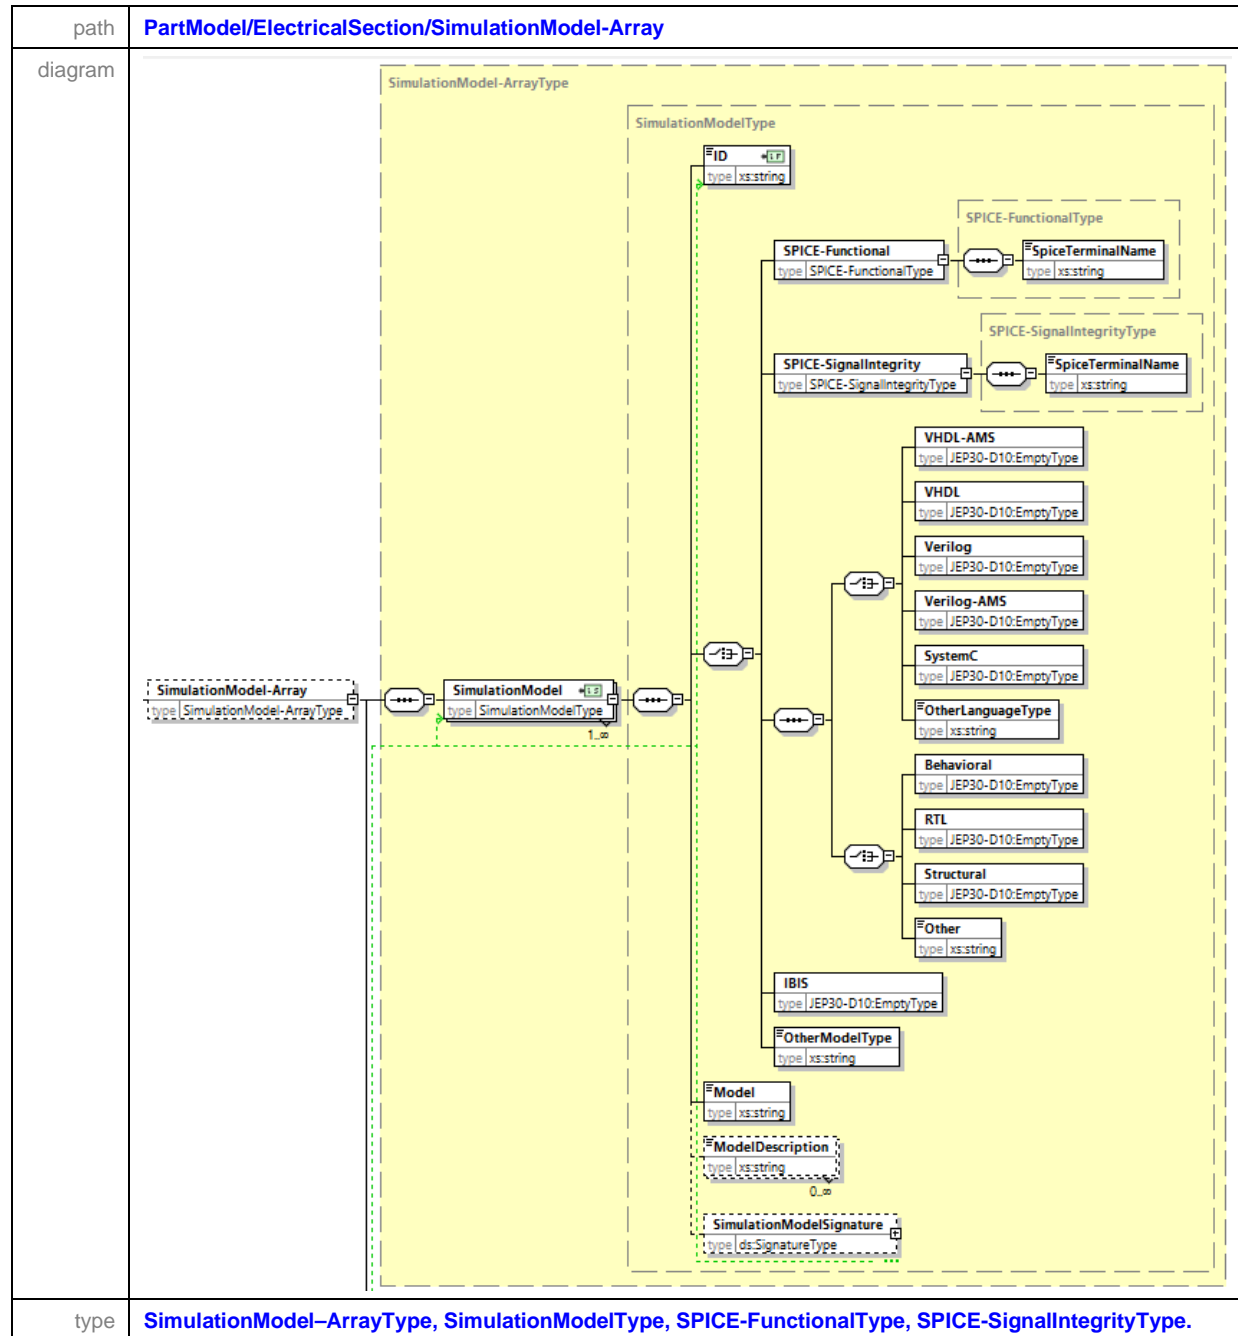 path PartModel/ElectricalSection/SimulationModel-Array
diagram
SimulationModel-ArrayType
SimulationModelType
ID
type xs:string
SPICE-FunctionalType
SPICE-Functional
type SPICE-FunctionalType
SpiceTerminalName
type xs:string
SPICE-SignalIntegrityType
SPICE-SignalIntegrity
type SPICE-SignalIntegrityType
SpiceTerminalName
type xs:string
VHDL-AMS
type JEP30-D10:EmptyType
VHDL
type JEP30-D10:EmptyType
Verilog
type JEP30-D10:EmptyType
Verilog-AMS
type JEP30-D10:EmptyType
SystemC
type JEP30-D10:EmptyType
OtherLanguageType
type xs:string
SimulationModel-Array
type SimulationModel-ArrayType
SimulationModel
type SimulationModelType
1..∞
Behavioral
type JEP30-D10:EmptyType
RTL
type JEP30-D10:EmptyType
Structural
type JEP30-D10:EmptyType
Other
type xs:string
IBIS
type JEP30-D10:EmptyType
OtherModelType
type xs:string
Model
type xs:string
ModelDescription
type xs:string
0..∞
SimulationModelSignature
type ds:SignatureType
type SimulationModel–ArrayType, SimulationModelType, SPICE-FunctionalType, SPICE-SignalIntegrityType.